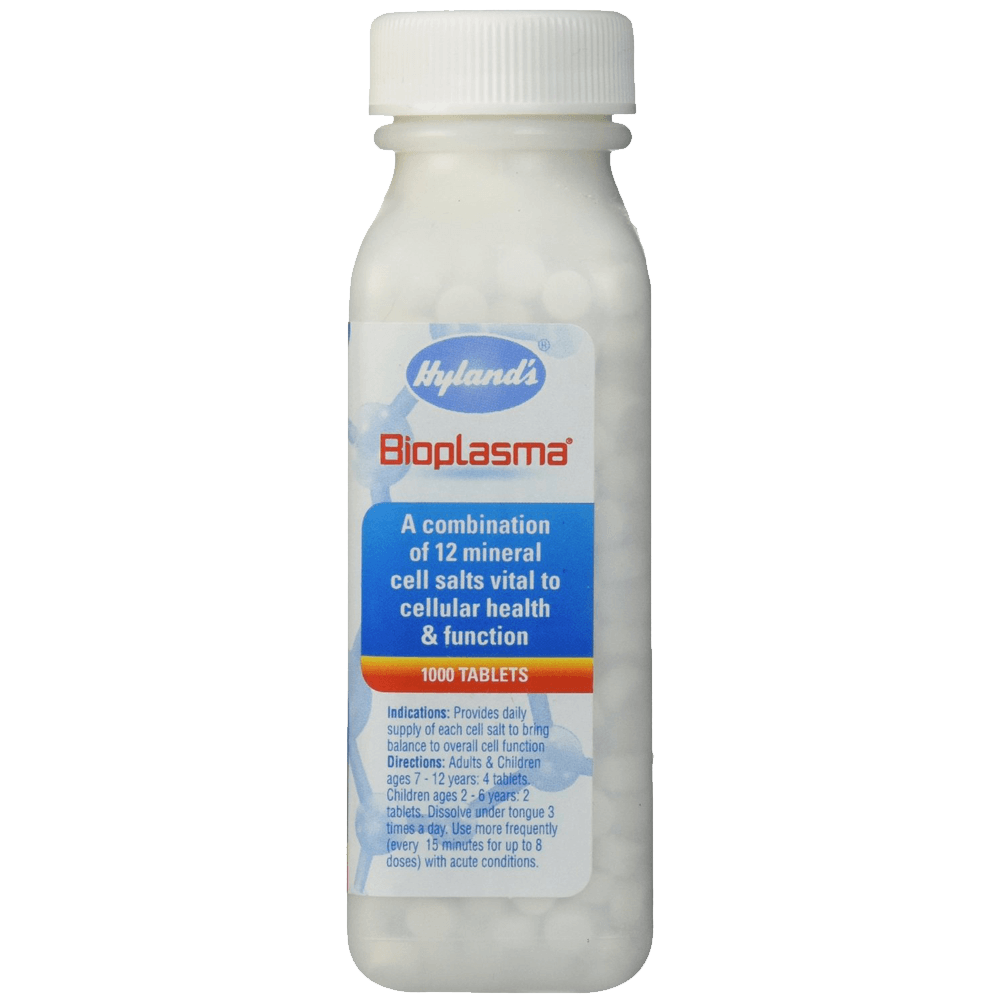 Hyland's®
Bioplasma®
A combination
of 12 mineral
cell salts vital to
cellular health
& function
1000 TABLETS
Indications: Provides daily
supply of each cell salt to bring
balance to overall cell function
Directions: Adults & Children
ages 7 - 12 years: 4 tablets.
Children ages 2 - 6 years: 2
tablets. Dissolve under tongue 3
times a day. Use more frequently
(every 15 minutes for up to 8
doses) with acute conditions.